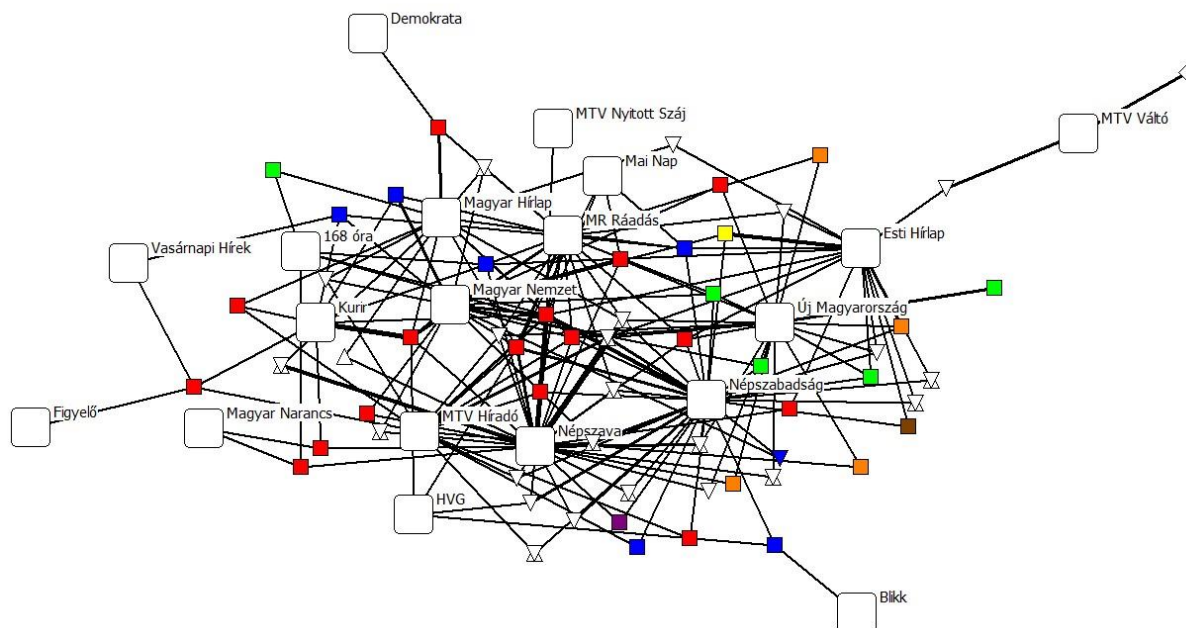 Demokrata
MTV Nyitott Száj
MTV Váltó
Mai Nap
Magyar Hírlap
MR Ráadás
Esti Hírlap
168 óra
Vasárnapi Hírek
Magyar Nemzet
Kurir
Új Magyarország
Népszabadság
Figyelő
Magyar Narancs
MTV Híradó
Népszava
HVG
Blikk